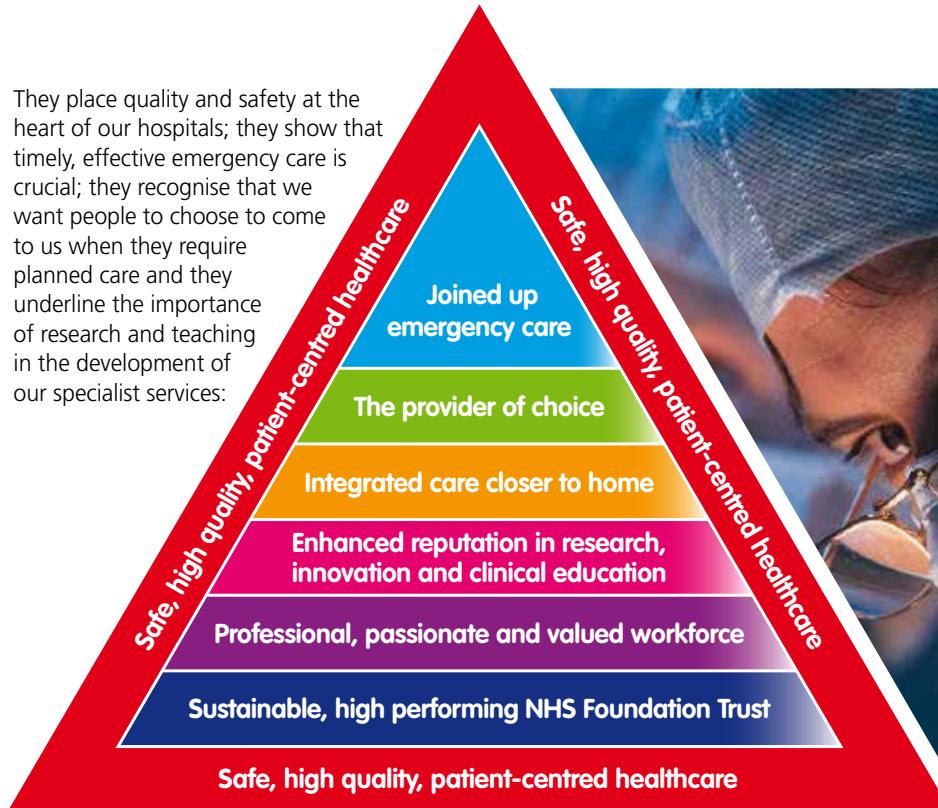 They place quality and safety at the
heart of our hospitals; they show that
timely, effective emergency care is
crucial; they recognise that we
want people to choose to come
to us when they require
planned care and they
underline the importance
of research and teaching
in the development of
our specialist services:
Safe, high quality, patient-centred healthcare
Safe, high quality, patient-centred healthcare
Joined up
emergency care
The provider of choice
Integrated care closer to home
Enhanced reputation in research,
innovation and clinical education
Professional, passionate and valued workforce
Sustainable, high performing NHS Foundation Trust
Safe, high quality, patient-centred healthcare